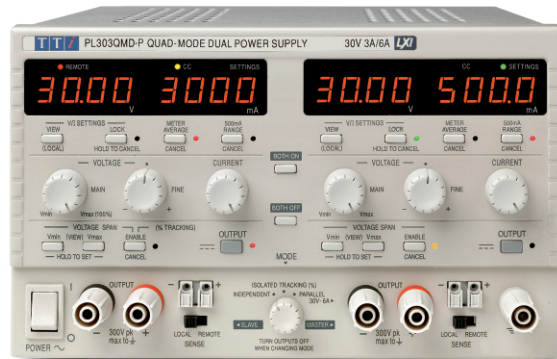 TTi PL303QMD-P QUAD-MODE DUAL POWER SUPPLY 30V 3A/6A LXI
REMOTE CC SETTINGS
30.00 V 3000 mA
CC SETTINGS
30.00 V 500.0 mA
V/I SETTINGS METER 500mA
VIEW LOCK AVERAGE RANGE
(LOCAL) HOLD TO CANCEL CANCEL CANCEL
V/I SETTINGS METER 500mA
VIEW LOCK AVERAGE RANGE
(LOCAL) HOLD TO CANCEL CANCEL CANCEL
VOLTAGE CURRENT
MAIN FINE
Vmin Vmax (100%) - +
BOTH ON
VOLTAGE CURRENT
MAIN FINE
Vmin Vmax - +
BOTH OFF
VOLTAGE SPAN (% TRACKING)
Vmin (VIEW) Vmax ENABLE OUTPUT
HOLD TO SET CANCEL
MODE
VOLTAGE SPAN
Vmin (VIEW) Vmax ENABLE OUTPUT
HOLD TO SET CANCEL
I
O
POWER
OUTPUT
- +
300V pk
max to
- +
LOCAL REMOTE
SENSE
ISOLATED TRACKING (%)
INDEPENDENT PARALLEL
30V- 6A
SLAVE MASTER
TURN OUTPUTS OFF
WHEN CHANGING MODE
OUTPUT
- +
300V pk
max to
- +
LOCAL REMOTE
SENSE